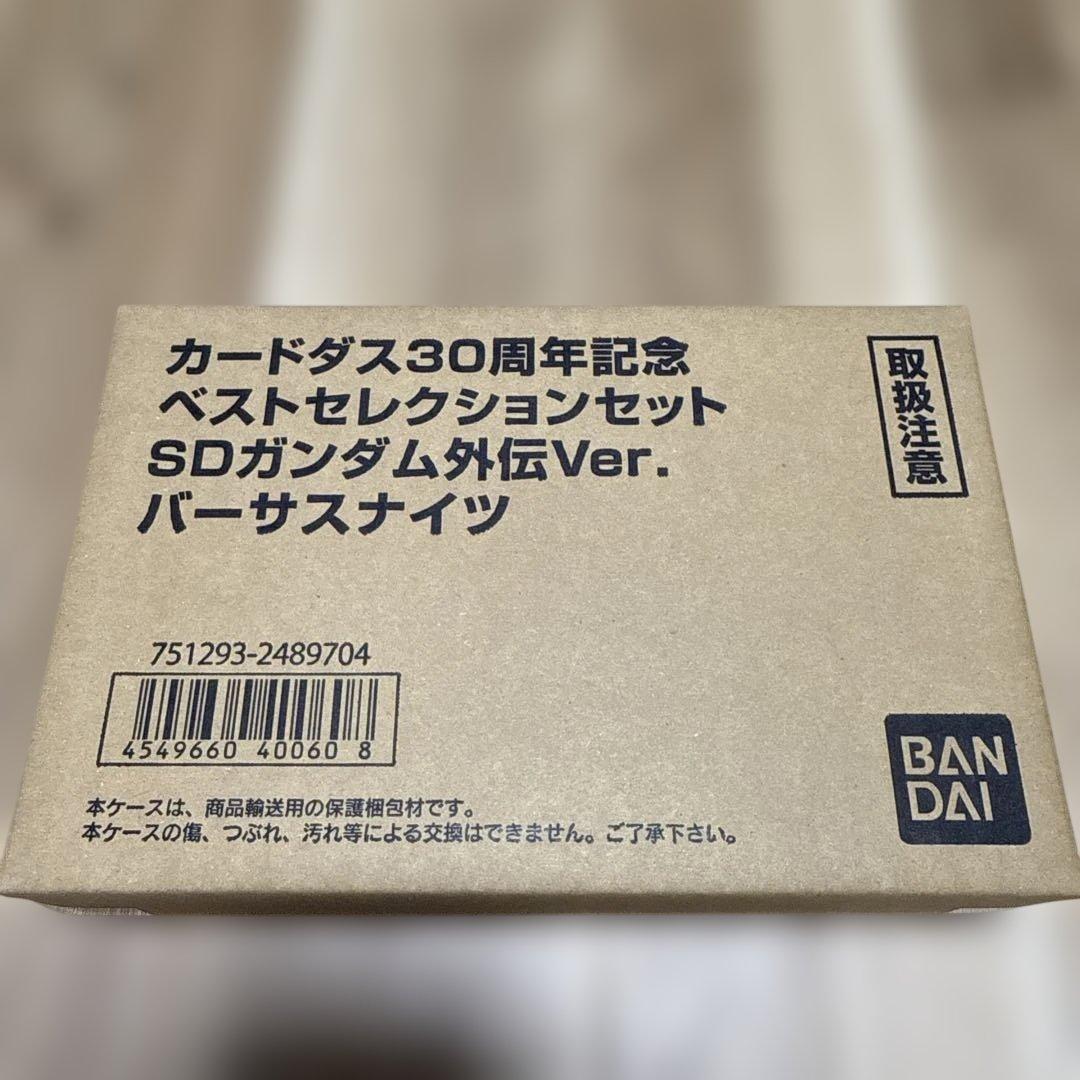 カードダス30周年記念
ベストセレクションセット
SDガンダム外伝Ver.
バーサスナイツ
取扱注意
751293-2489704
4549660 40060 8
本ケースは、商品輸送用の保護梱包材です。
本ケースの傷、つぶれ、汚れ等による交換はできません。ご了承下さい。
BAN
DAI